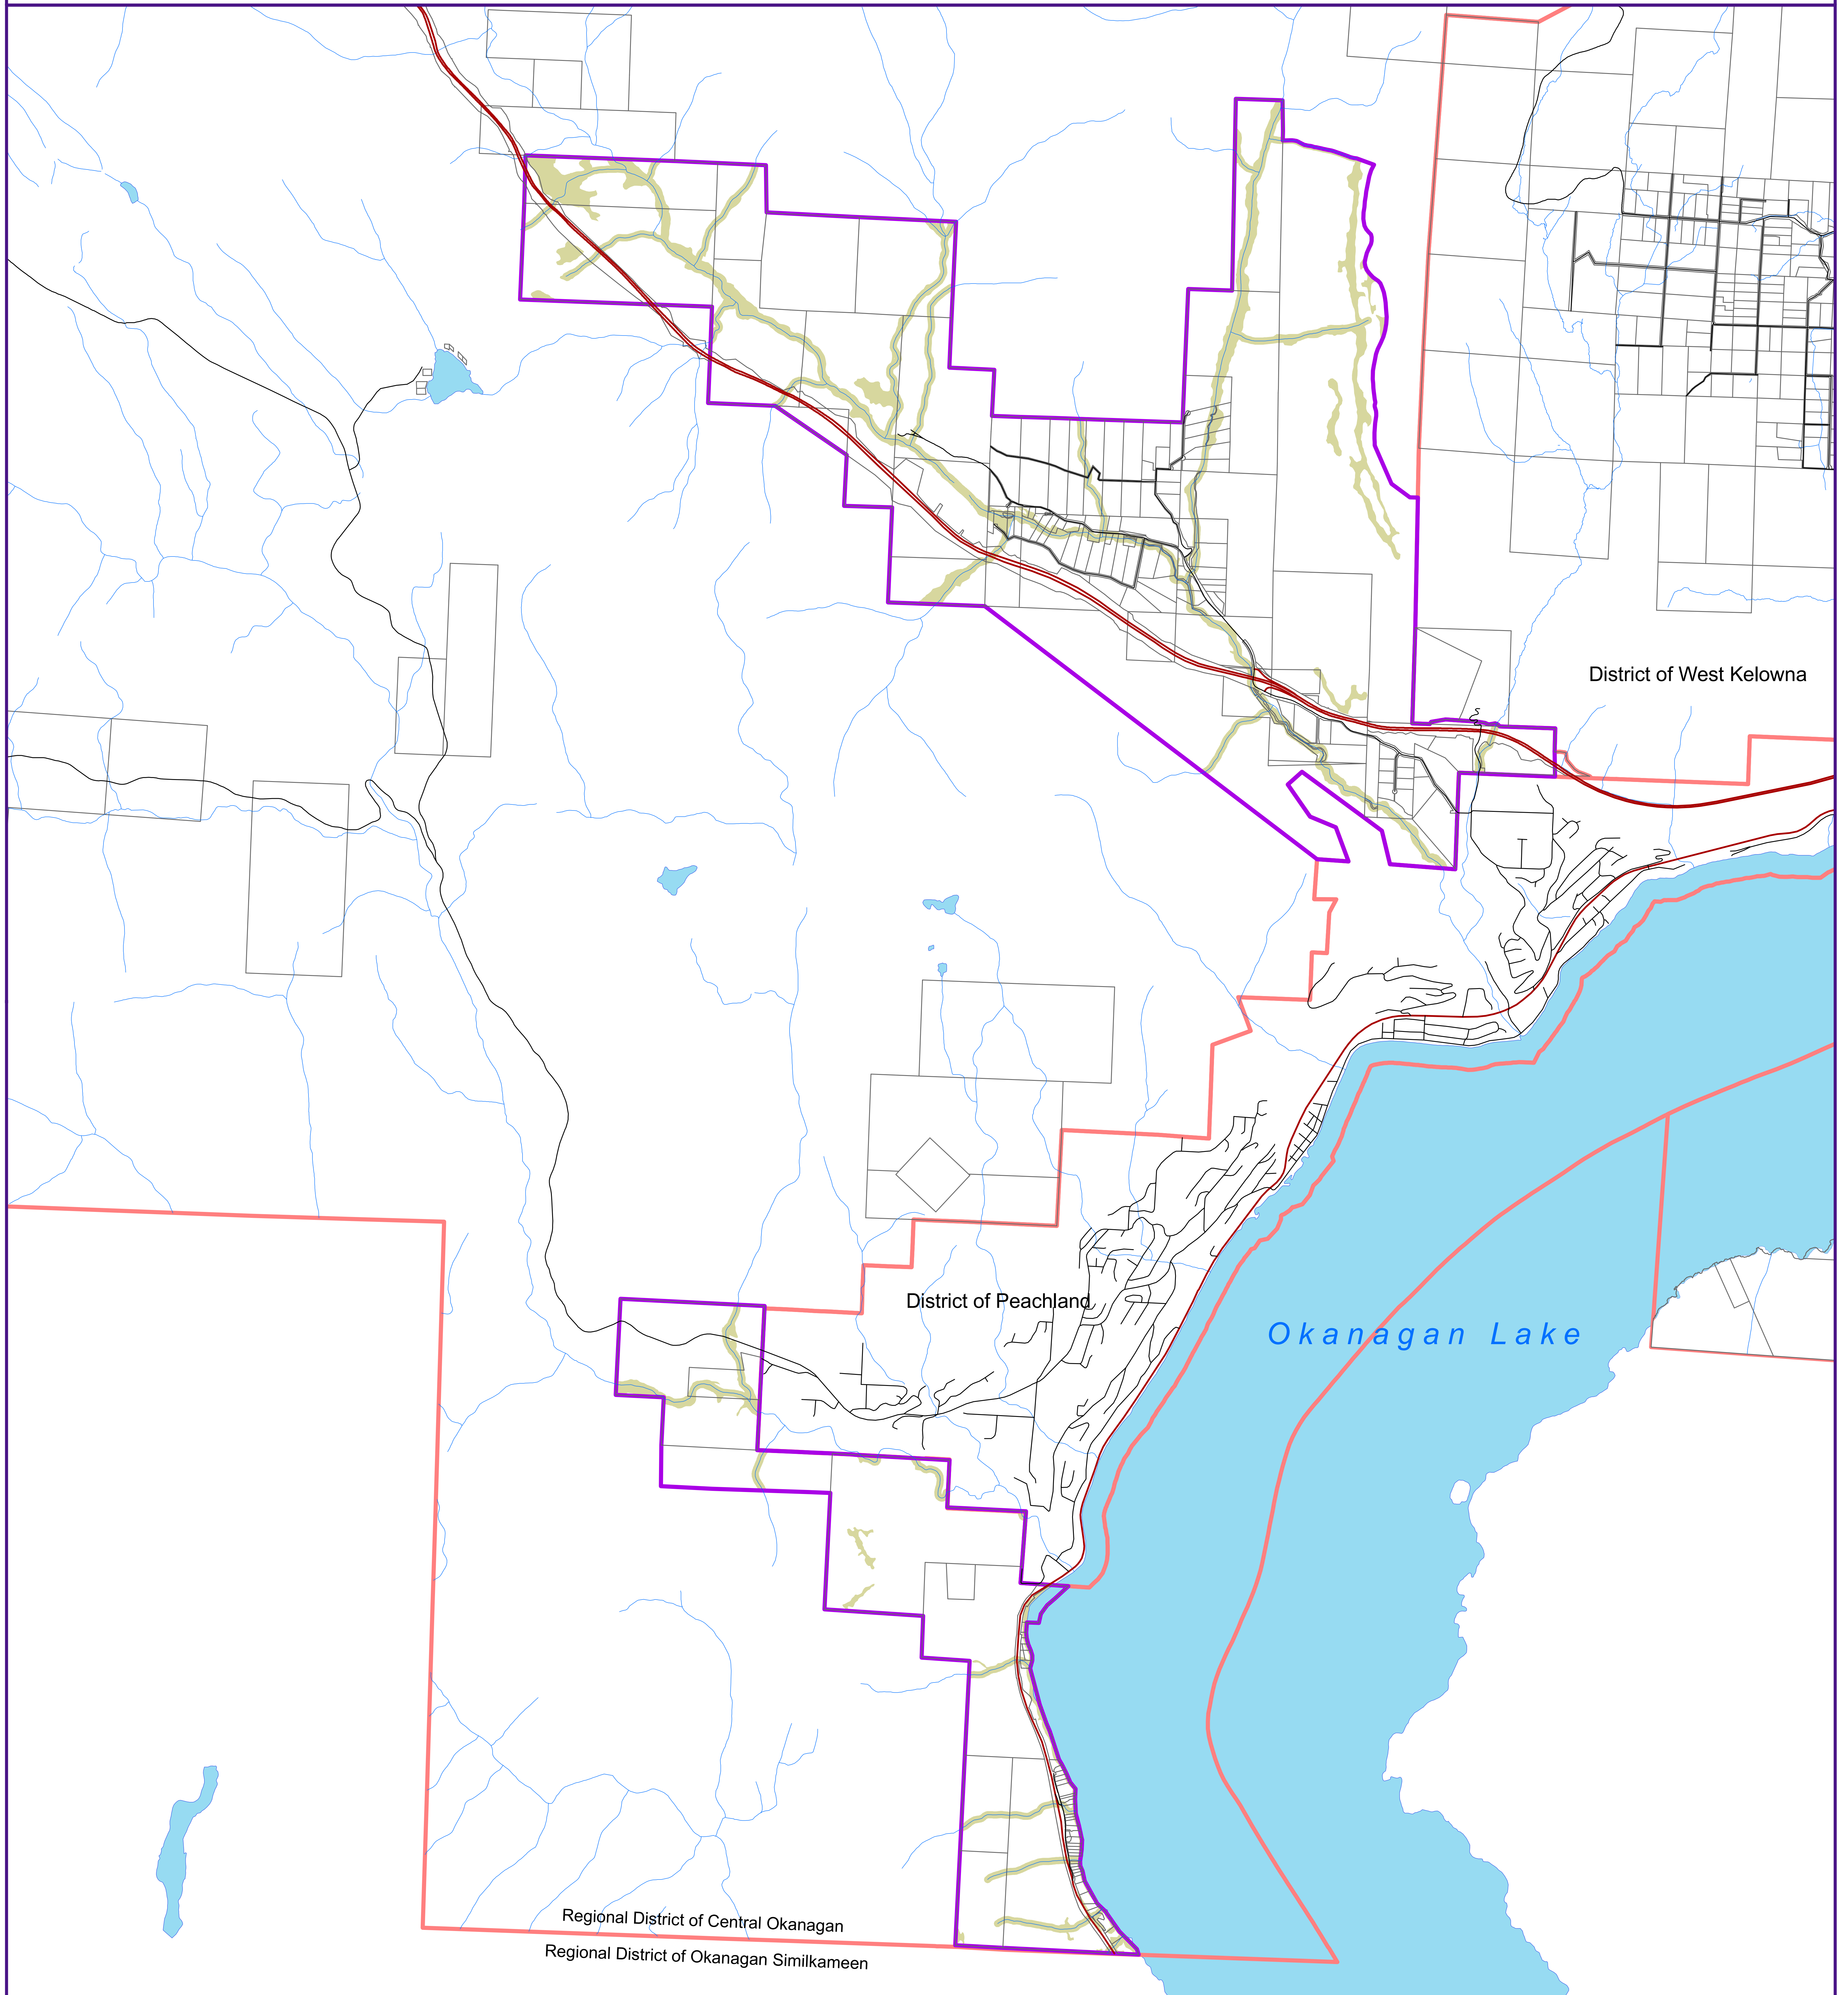 District of West Kelowna
District of Peachland
Okanagan Lake
Regional District of Central Okanagan
Regional District of Okanagan Similkameen